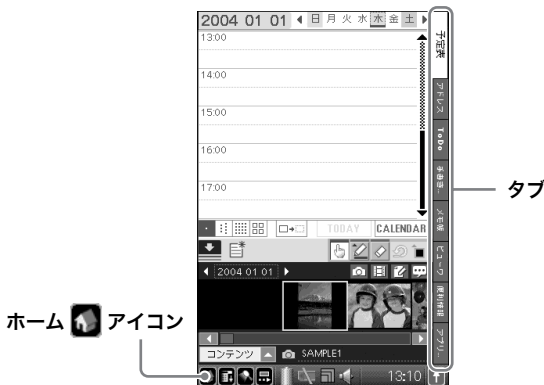 2004 01 01 日 月 火 水 木 金 土
13:00
14:00
15:00
16:00
17:00
TODAY CALENDAR
2004 01 01
コンテンツ SAMPLE1
13:10
予定表
アドレス
ToDo
手書き...
メモ帳
ビューワ
便利情報
アプリ...
タブ
ホーム アイコン